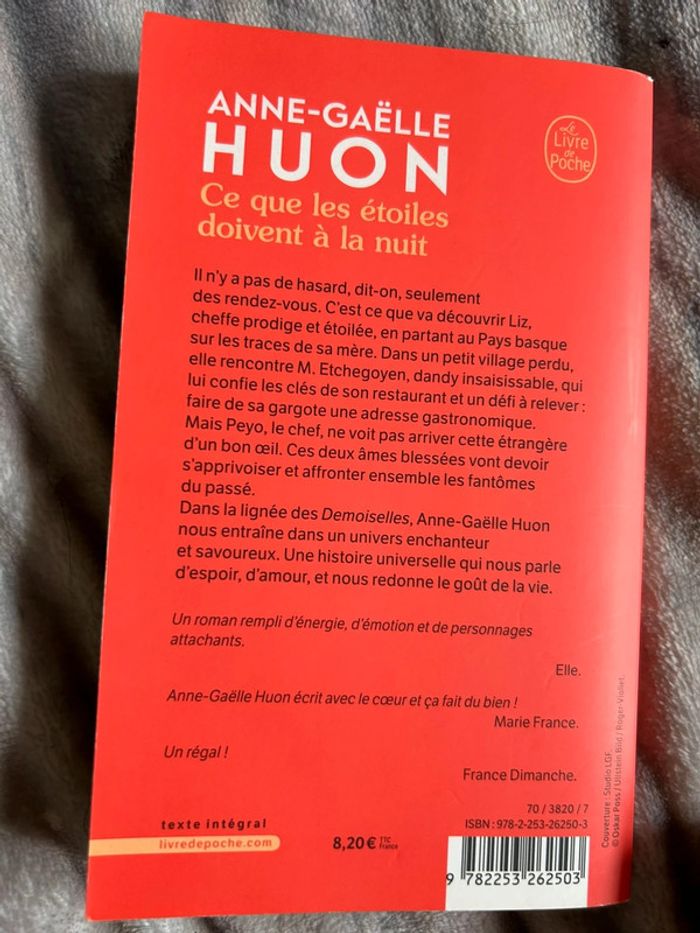 ANNE-GAËLLE
HUON
Le
Livre
de
Poche
Ce que les étoiles
doivent à la nuit
Il n'y a pas de hasard, dit-on, seulement
des rendez-vous. C'est ce que va découvrir Liz,
cheffe prodige et étoilée, en partant au Pays basque
sur les traces de sa mère. Dans un petit village perdu,
elle rencontre M. Etchegoyen, dandy insaisissable, qui
lui confie les clés de son restaurant et un défi à relever :
faire de sa gargote une adresse gastronomique.
Mais Peyo, le chef, ne voit pas arriver cette étrangère
d'un bon œil. Ces deux âmes blessées vont devoir
s'apprivoiser et affronter ensemble les fantômes
du passé.
Dans la lignée des Demoiselles, Anne-Gaëlle Huon
nous entraîne dans un univers enchanteur
et savoureux. Une histoire universelle qui nous parle
d'espoir, d'amour, et nous redonne le goût de la vie.
Un roman rempli d'énergie, d'émotion et de personnages
attachants.
Elle.
Anne-Gaëlle Huon écrit avec le cœur et ça fait du bien !
Marie France.
Un régal !
France Dimanche.
texte intégral
livredepoche.com
8,20 € TTC
France
70 / 3820 / 7
ISBN : 978-2-253-26250-3
9 782253 262503
Couverture : Studio LGF.
© Oskar Poss / Ullstein Bild / Roger-Viollet.